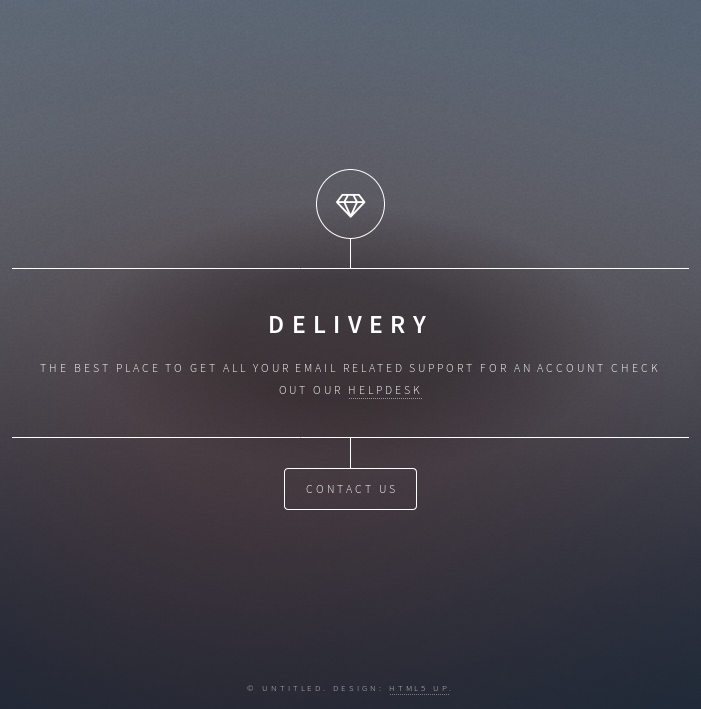 DELIVERY
THE BEST PLACE TO GET ALL YOUR EMAIL RELATED SUPPORT FOR AN ACCOUNT CHECK
OUT OUR HELPDESK
CONTACT US
© UNTITLED. DESIGN: HTML5 UP.